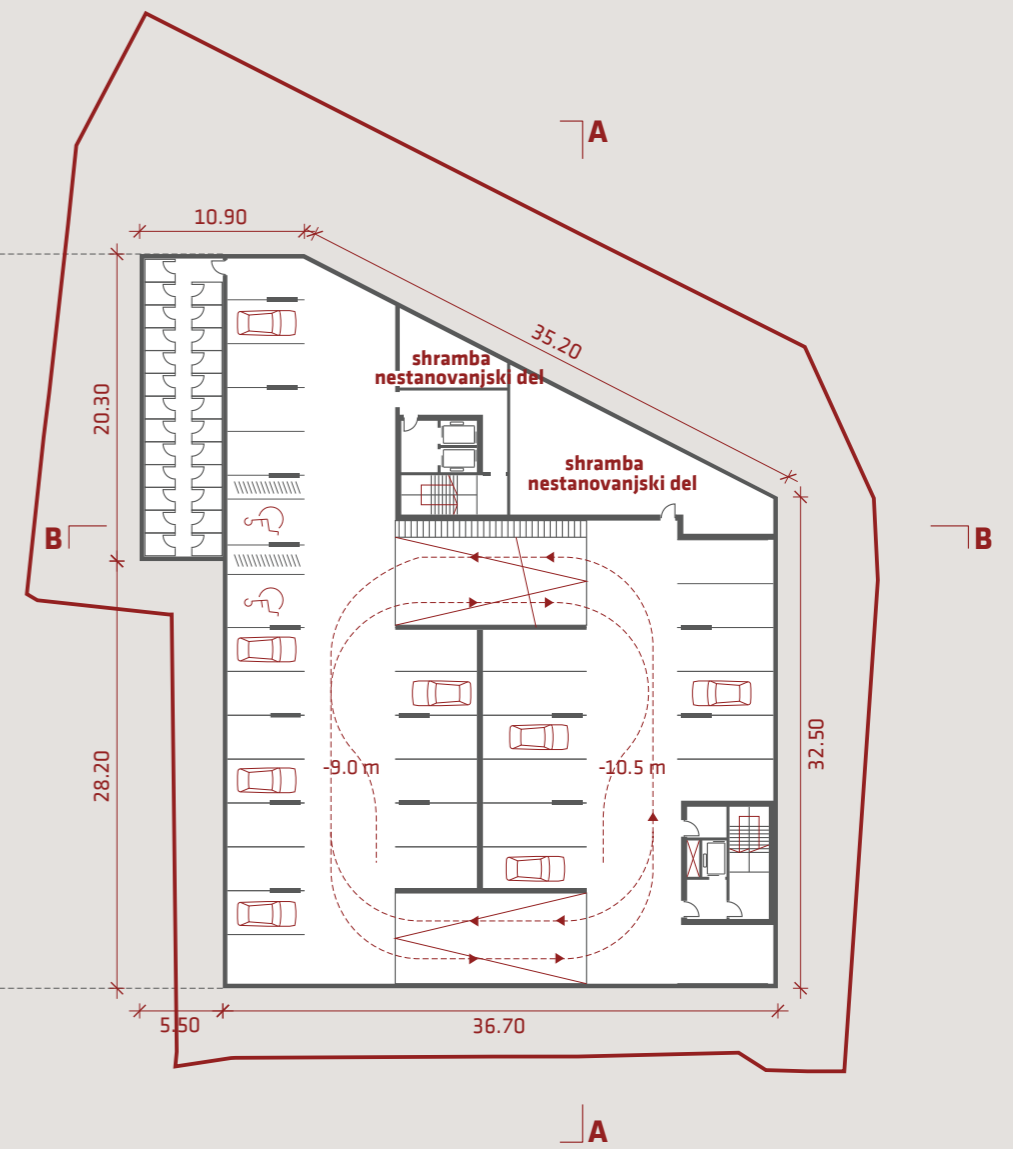 A
10.90
35.20
shramba
nestanovanjski del
20.30
shramba
nestanovanjski del
B
B
32.50
28.20
-9.0 m
-10.5 m
5.50
36.70
A